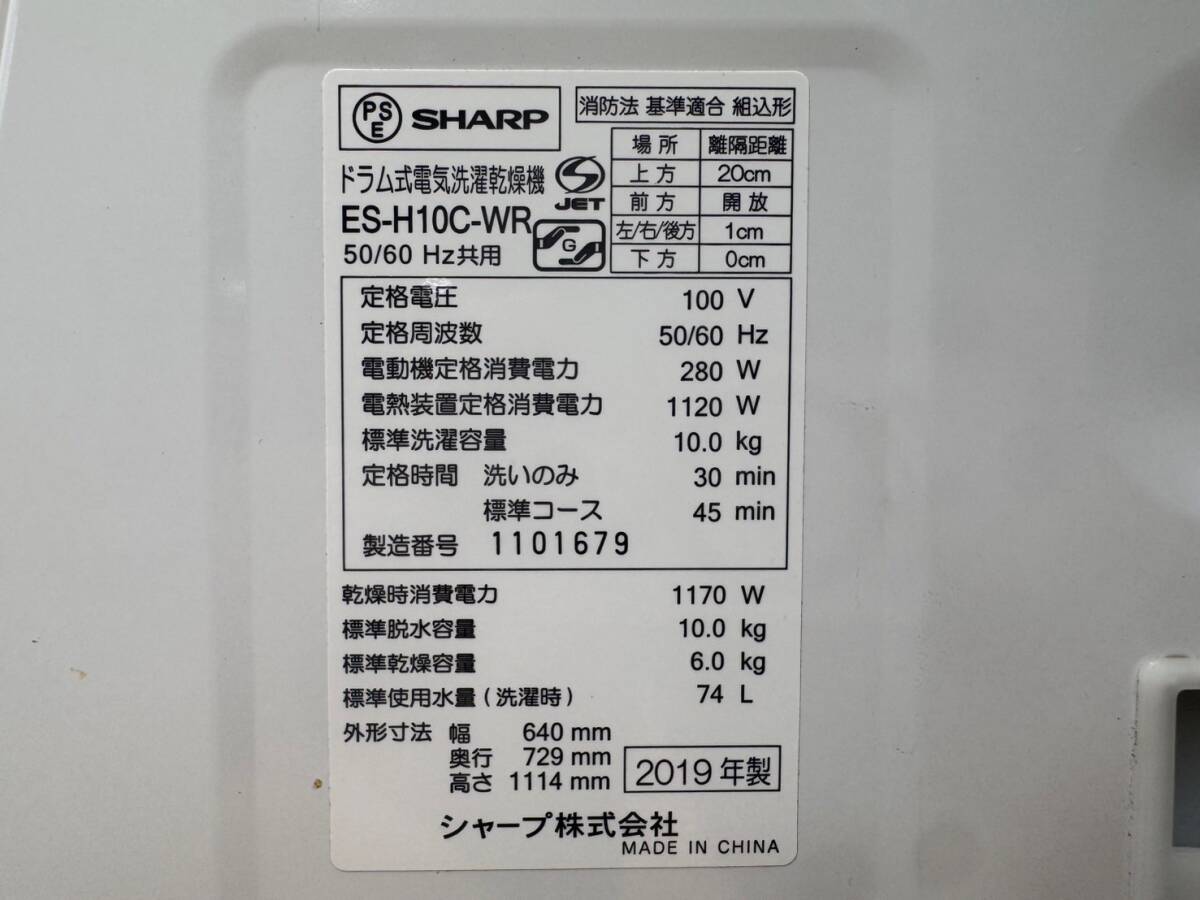 PSE SHARP
消防法 基準適合 組込形
ドラム式電気洗濯乾燥機
ES-H10C-WR
50/60 Hz共用
JET
G
場所 離隔距離
上方 20cm
前方 開放
左/右/後方 1cm
下方 0cm
定格電圧 100 V
定格周波数 50/60 Hz
電動機定格消費電力 280 W
電熱装置定格消費電力 1120 W
標準洗濯容量 10.0 kg
定格時間 洗いのみ 30 min
標準コース 45 min
製造番号 1101679
乾燥時消費電力 1170 W
標準脱水容量 10.0 kg
標準乾燥容量 6.0 kg
標準使用水量(洗濯時) 74 L
外形寸法 幅 640 mm
奥行 729 mm
高さ 1114 mm
2019年製
シャープ株式会社
MADE IN CHINA